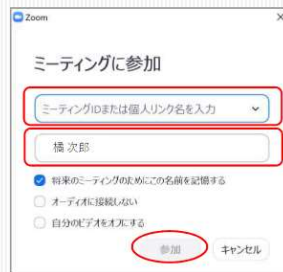 Zoom
ミーティングに参加
ミーティングIDまたは個人リンク名を入力
橘 次郎
将来のミーティングのためにこの名前を記憶する
オーディオに接続しない
自分のビデオをオフにする
参加 キャンセル